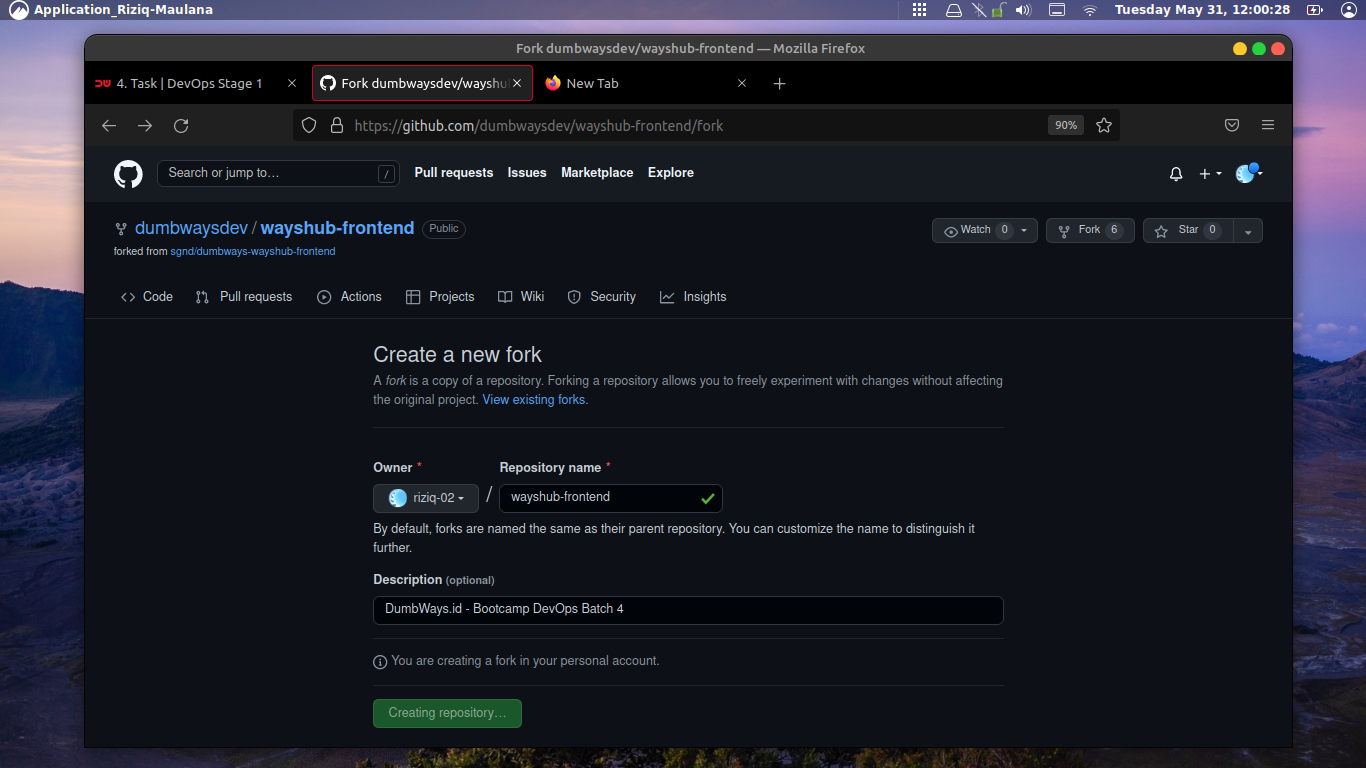 Application_Riziq-Maulana
Tuesday May 31, 12:00:28
Fork dumbwaysdev/wayshub-frontend — Mozilla Firefox
4. Task | DevOps Stage 1
Fork dumbwaysdev/wayshu
New Tab
https://github.com/dumbwaysdev/wayshub-frontend/fork
90%
Search or jump to…
/
Pull requests
Issues
Marketplace
Explore
dumbwaysdev / wayshub-frontend
Public
Watch 0
Fork 6
Star 0
forked from sgnd/dumbways-wayshub-frontend
Code
Pull requests
Actions
Projects
Wiki
Security
Insights
Create a new fork
A fork is a copy of a repository. Forking a repository allows you to freely experiment with changes without affecting
the original project. View existing forks.
Owner *
Repository name *
riziq-02
/
wayshub-frontend
By default, forks are named the same as their parent repository. You can customize the name to distinguish it
further.
Description (optional)
DumbWays.id - Bootcamp DevOps Batch 4
You are creating a fork in your personal account.
Creating repository…